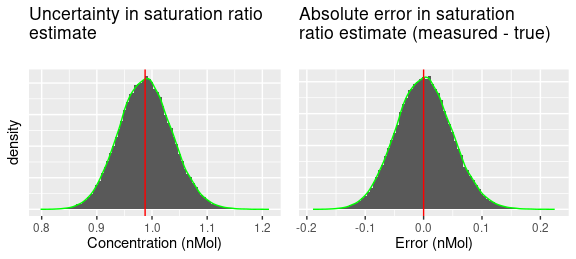 Uncertainty in saturation ratio
estimate
Absolute error in saturation
ratio estimate (measured - true)
density
0.8 0.9 1.0 1.1 1.2
Concentration (nMol)
-0.2 -0.1 0.0 0.1 0.2
Error (nMol)